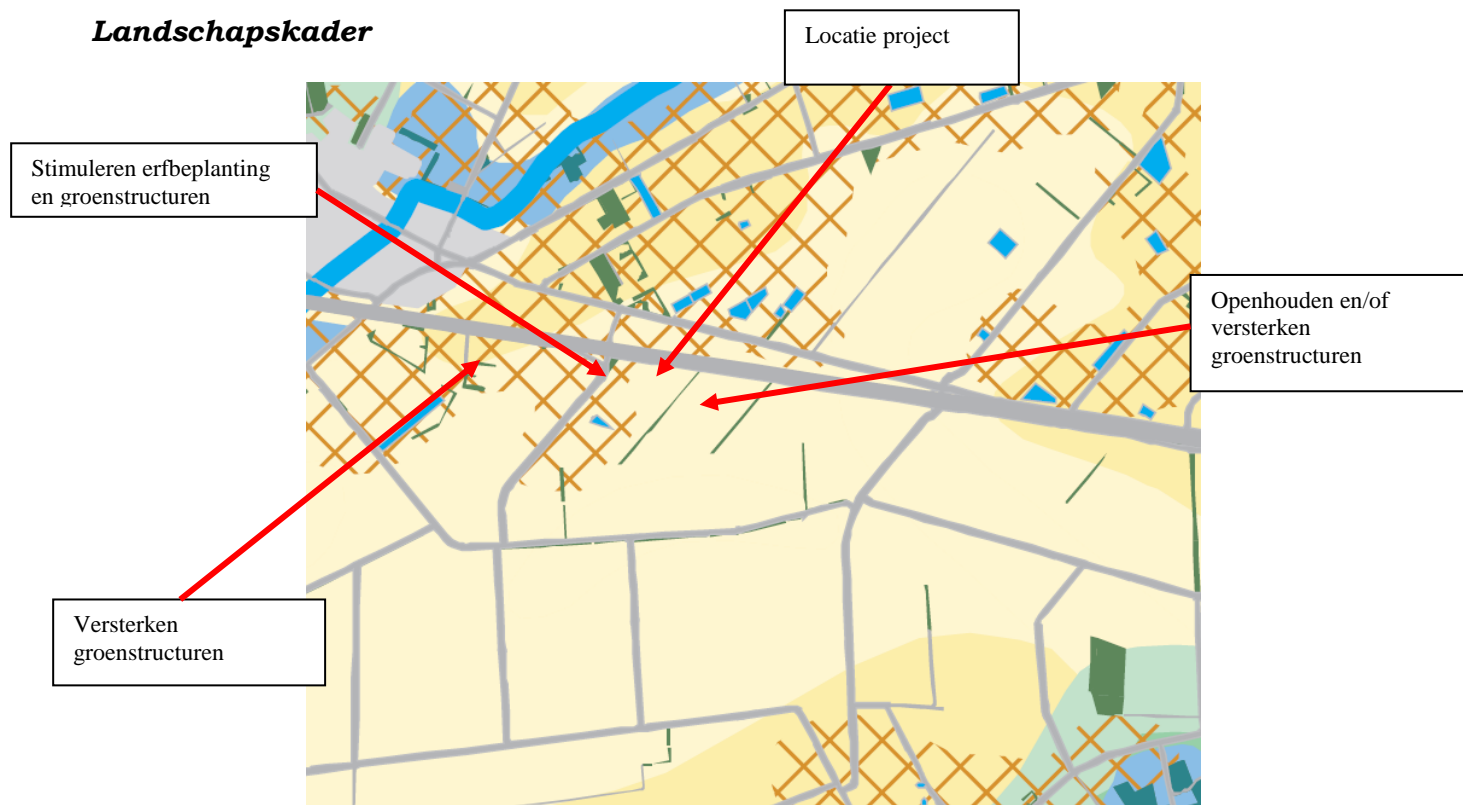 Landschapskader
Locatie project
Stimuleren erfbeplanting
en groenstructuren
Openhouden en/of
versterken
groenstructuren
Versterken
groenstructuren